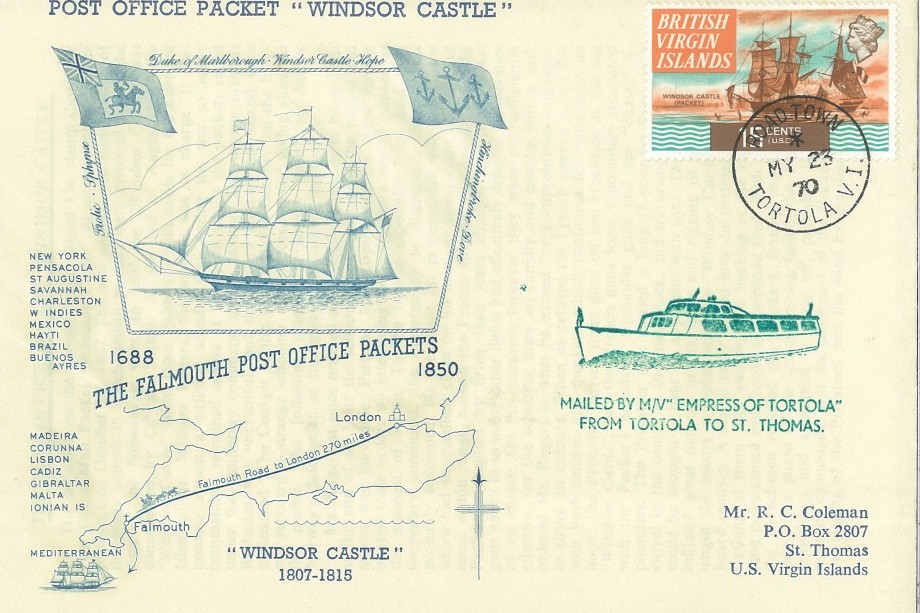 POST OFFICE PACKET "WINDSOR CASTLE"
Duke of Marlborough · Windsor Castle · Hope
BRITISH
VIRGIN
ISLANDS
WINDSOR CASTLE
(PACKET)
15 CENTS
(U.S.C.)
ROAD TOWN
MY 23
70
TORTOLA V.I.
NEW YORK
PENSACOLA
ST AUGUSTINE
SAVANNAH
CHARLESTON
W INDIES
MEXICO
HAYTI
BRAZIL
BUENOS
AYRES
1688
THE FALMOUTH POST OFFICE PACKETS
1850
MAILED BY M/V "EMPRESS OF TORTOLA"
FROM TORTOLA TO ST. THOMAS.
London
Falmouth Road to London 270 miles
MADEIRA
CORUNNA
LISBON
CADIZ
GIBRALTAR
MALTA
IONIAN IS
Falmouth
MEDITERRANEAN
"WINDSOR CASTLE"
1807-1815
Mr. R. C. Coleman
P.O. Box 2807
St. Thomas
U.S. Virgin Islands